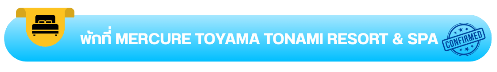 พักที่ MERCURE TOYAMA TONAMI RESORT & SPA
CONFIRMED